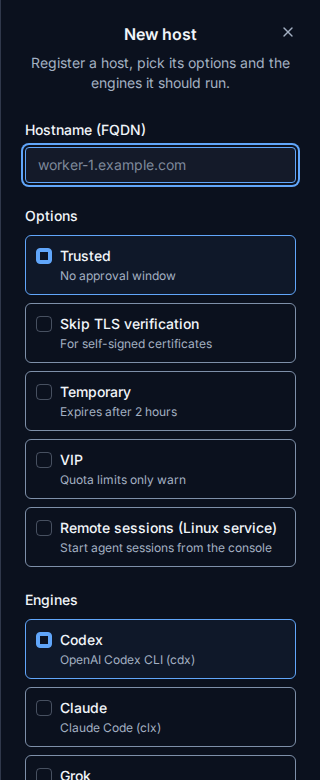 New host
Register a host, pick its options and the
engines it should run.
Hostname (FQDN)
worker-1.example.com
Options
Trusted
No approval window
Skip TLS verification
For self-signed certificates
Temporary
Expires after 2 hours
VIP
Quota limits only warn
Remote sessions (Linux service)
Start agent sessions from the console
Engines
Codex
OpenAI Codex CLI (cdx)
Claude
Claude Code (clx)
Grok